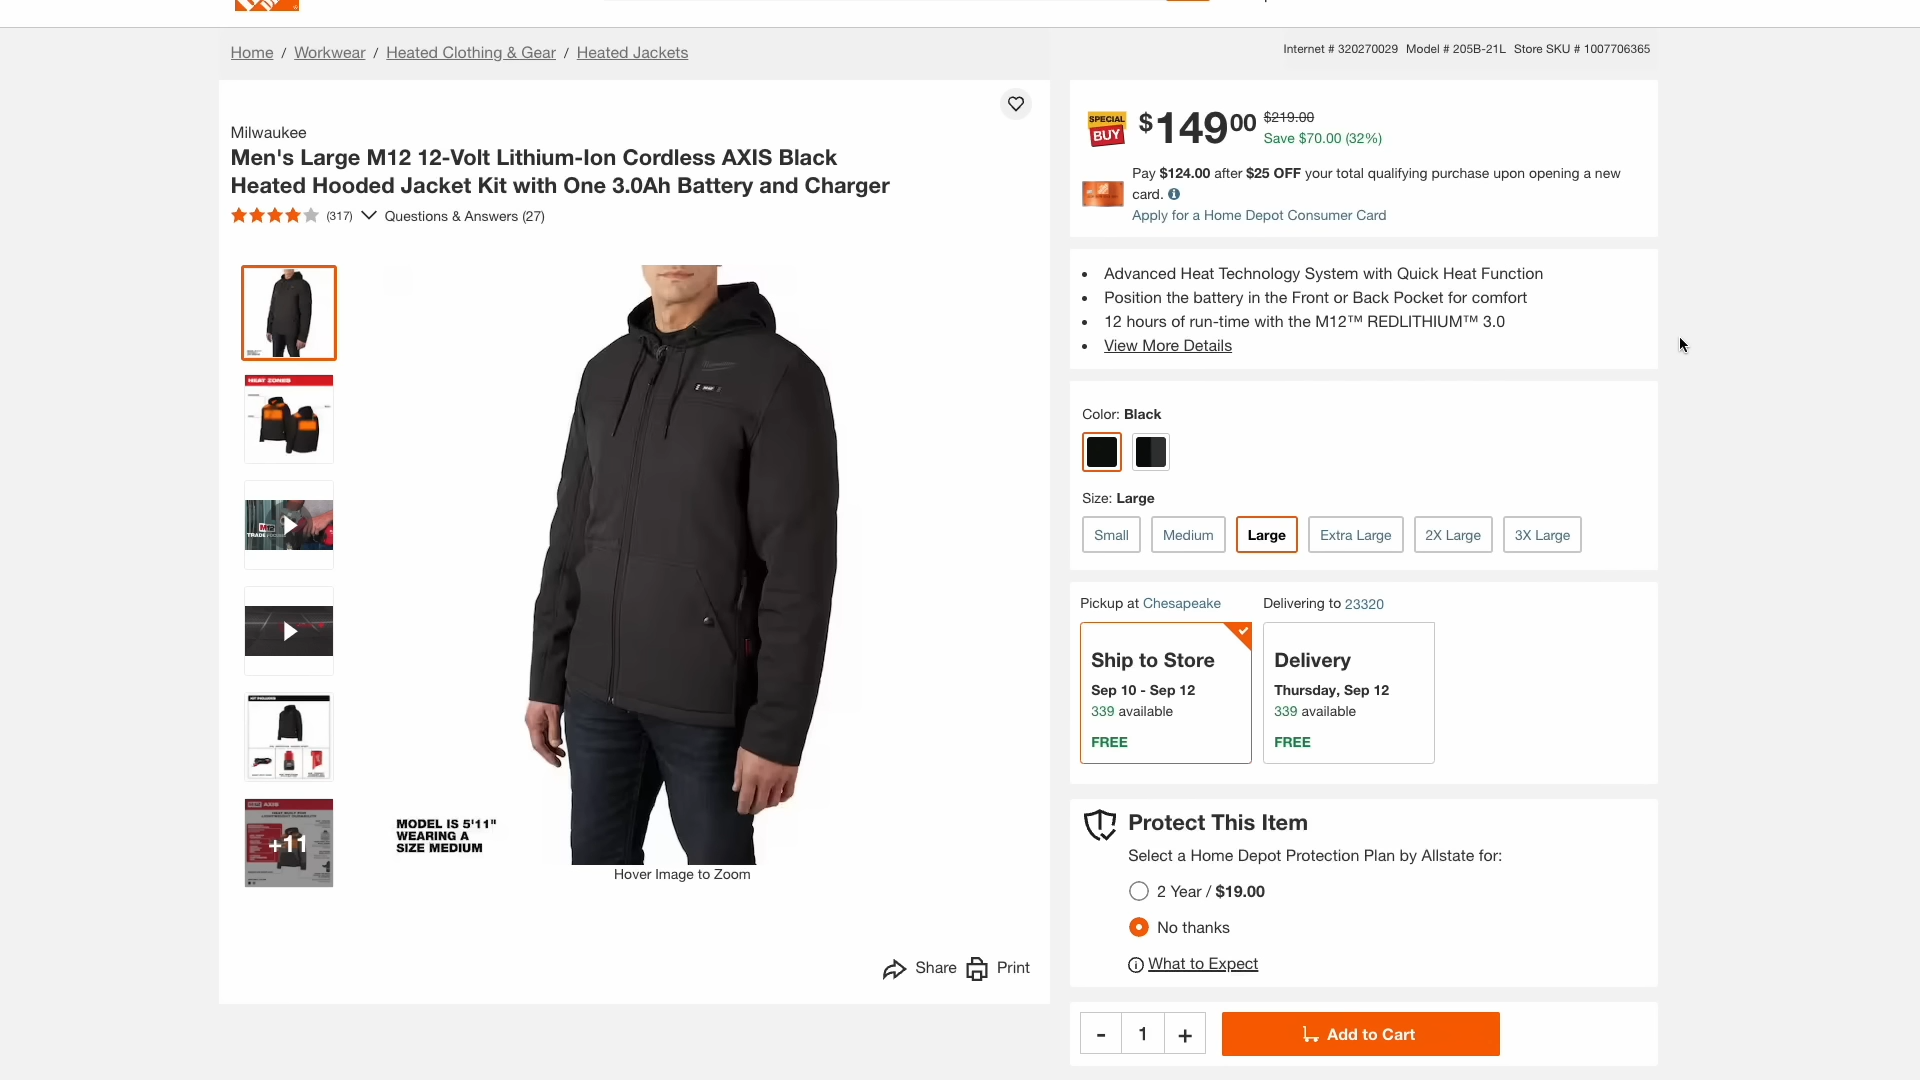 Home / Workwear / Heated Clothing & Gear / Heated Jackets
Internet # 320270029 Model # 205B-21L Store SKU # 1007706365
Milwaukee
Men's Large M12 12-Volt Lithium-Ion Cordless AXIS Black
Heated Hooded Jacket Kit with One 3.0Ah Battery and Charger
(317) Questions & Answers (27)
HEAT ZONES
M12
TRADE
+11
MODEL IS 5'11"
WEARING A
SIZE MEDIUM
Hover Image to Zoom
Share Print
SPECIAL
BUY
$149.00 $219.00
Save $70.00 (32%)
Pay $124.00 after $25 OFF your total qualifying purchase upon opening a new
card.
Apply for a Home Depot Consumer Card
• Advanced Heat Technology System with Quick Heat Function
• Position the battery in the Front or Back Pocket for comfort
• 12 hours of run-time with the M12™ REDLITHIUM™ 3.0
• View More Details
Color: Black
Size: Large
Small Medium Large Extra Large 2X Large 3X Large
Pickup at Chesapeake Delivering to 23320
Ship to Store
Sep 10 - Sep 12
339 available
FREE
Delivery
Thursday, Sep 12
339 available
FREE
Protect This Item
Select a Home Depot Protection Plan by Allstate for:
2 Year / $19.00
No thanks
What to Expect
- 1 + Add to Cart